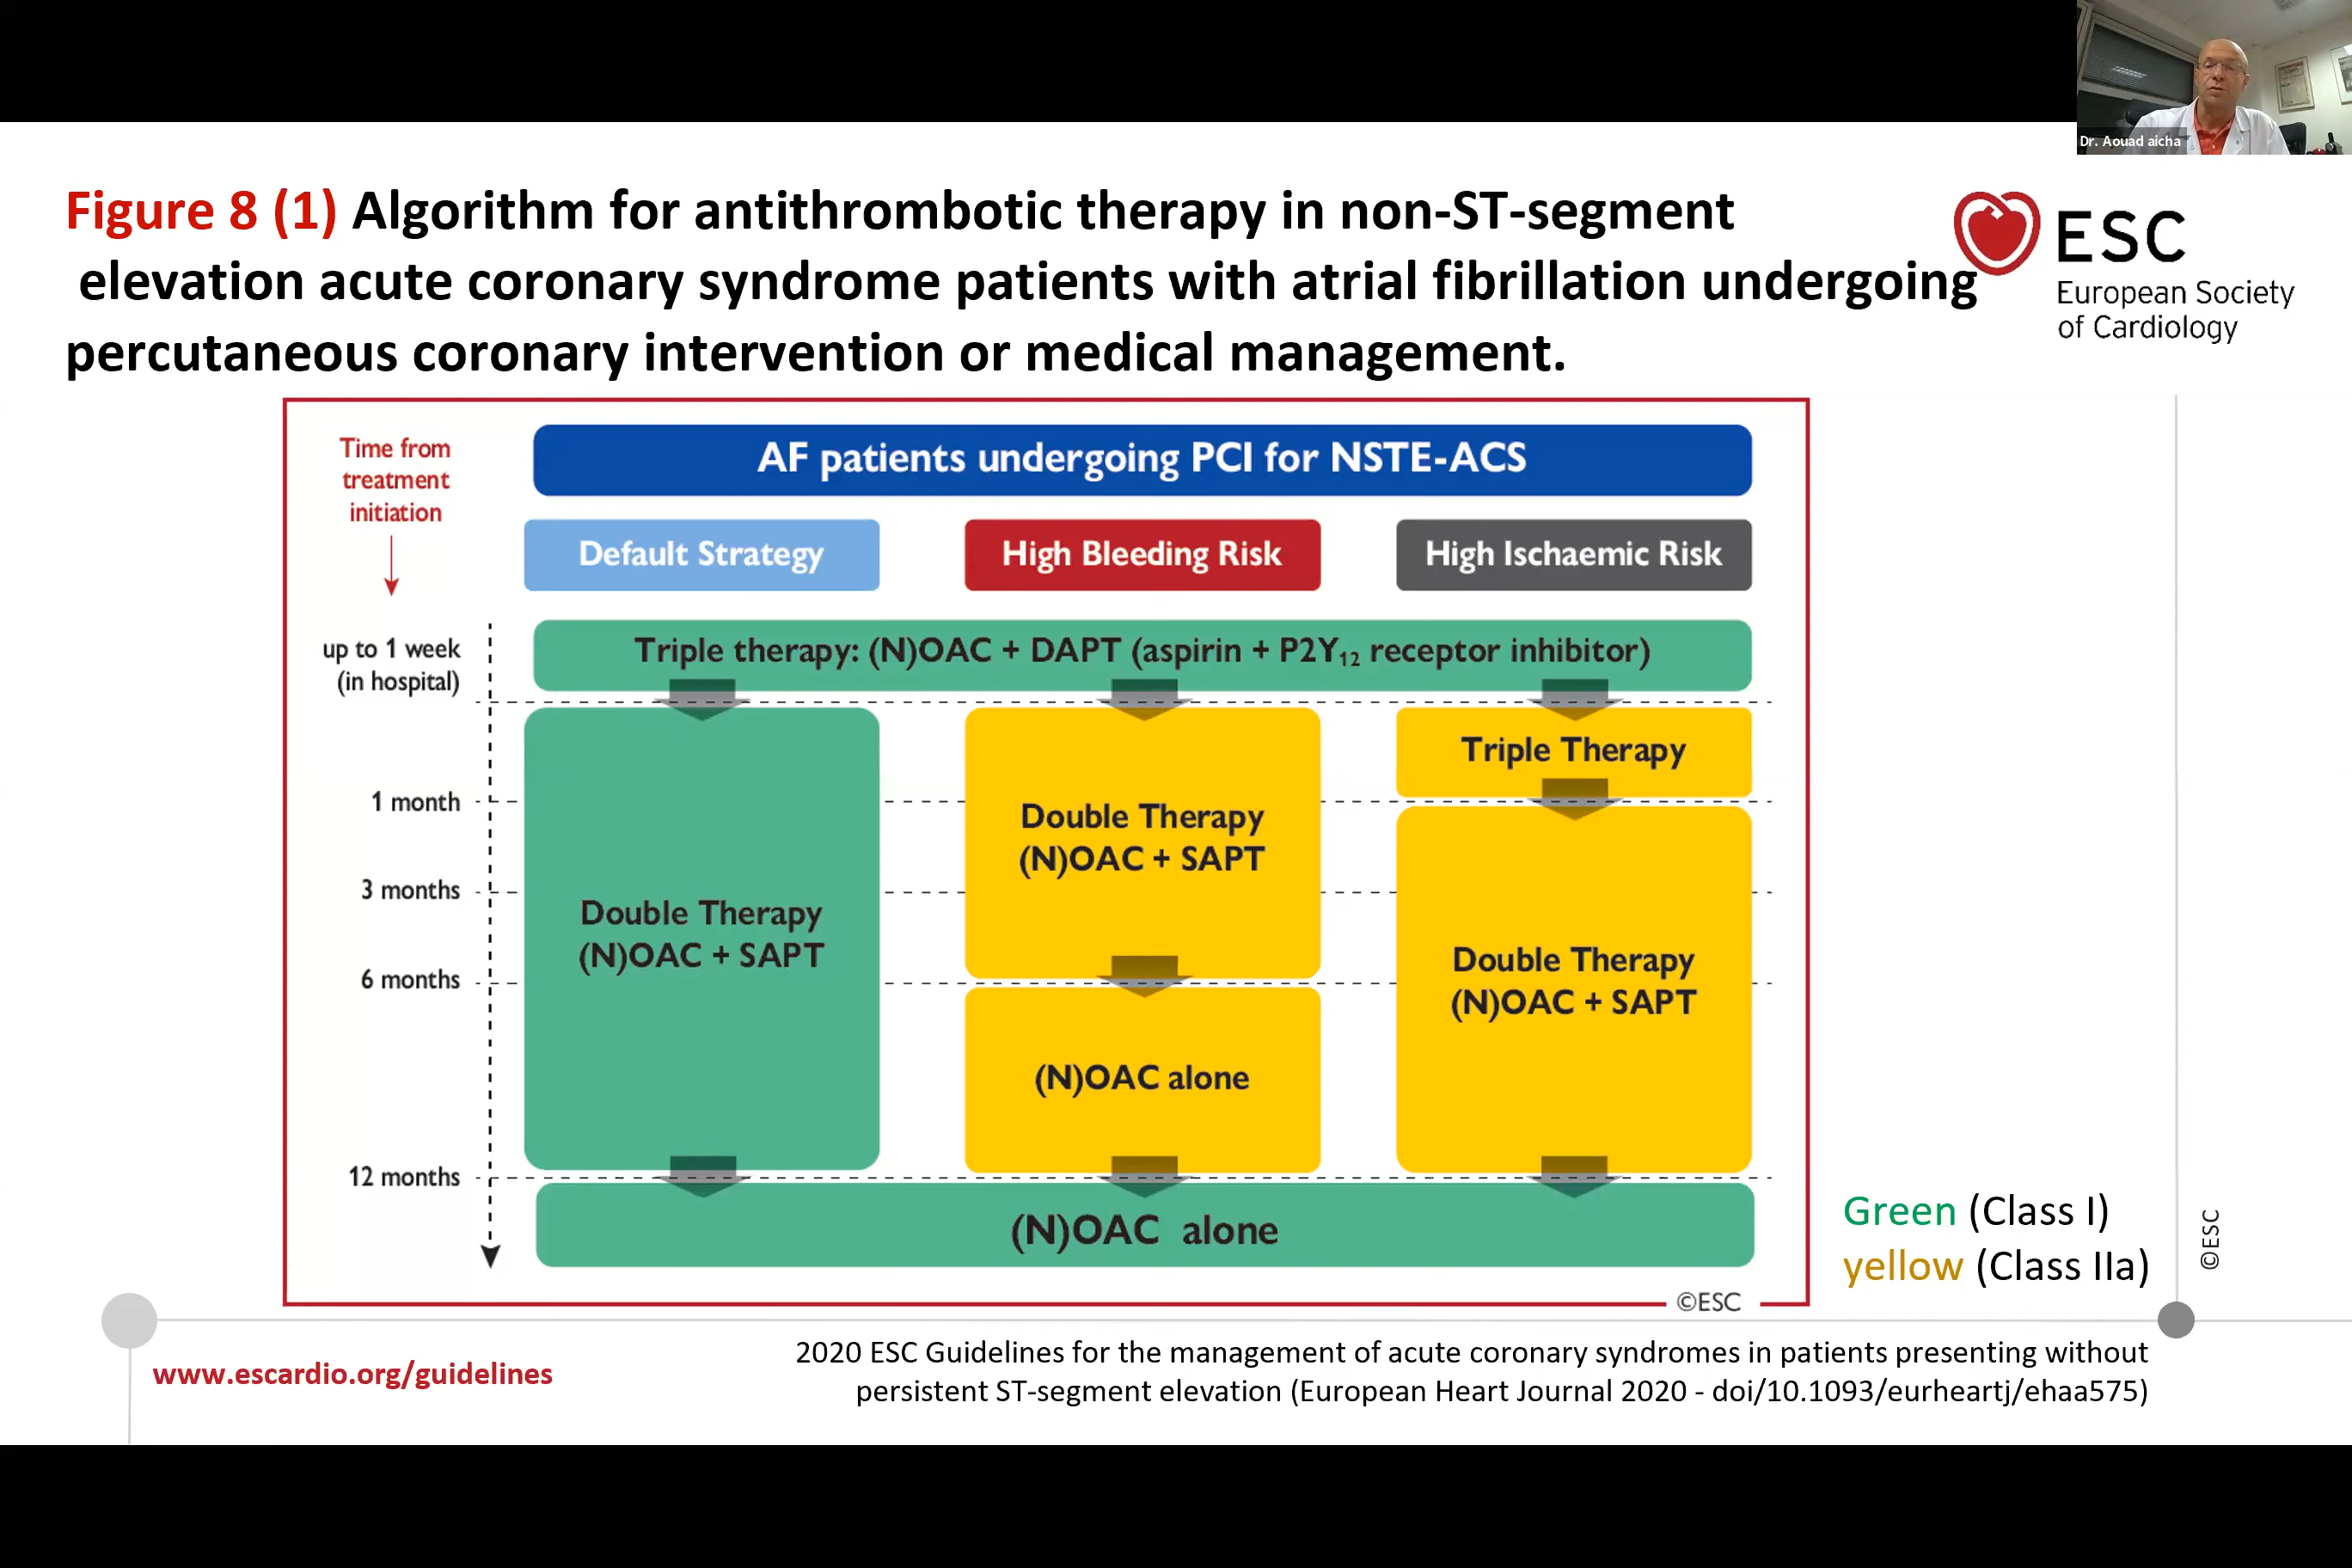 Dr. Aouad aicha
Figure 8 (1) Algorithm for antithrombotic therapy in non-ST-segment
elevation acute coronary syndrome patients with atrial fibrillation undergoing
percutaneous coronary intervention or medical management.
ESC
European Society
of Cardiology
Time from
treatment
initiation
AF patients undergoing PCI for NSTE-ACS
Default Strategy
High Bleeding Risk
High Ischaemic Risk
up to 1 week
(in hospital)
Triple therapy: (N)OAC + DAPT (aspirin + P2Y₁₂ receptor inhibitor)
Triple Therapy
1 month
Double Therapy
(N)OAC + SAPT
3 months
Double Therapy
(N)OAC + SAPT
Double Therapy
(N)OAC + SAPT
6 months
(N)OAC alone
12 months
(N)OAC alone
Green (Class I)
yellow (Class IIa)
©ESC
©ESC
www.escardio.org/guidelines
2020 ESC Guidelines for the management of acute coronary syndromes in patients presenting without
persistent ST-segment elevation (European Heart Journal 2020 - doi/10.1093/eurheartj/ehaa575)